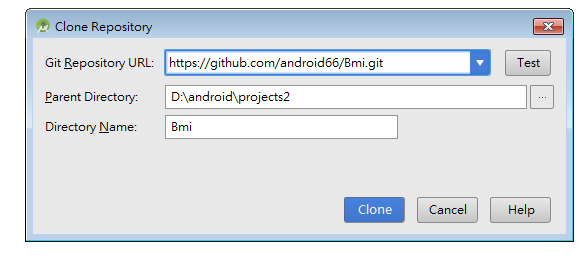 Clone Repository
Git Repository URL: https://github.com/android66/Bmi.git Test
Parent Directory: D:\android\projects2 ...
Directory Name: Bmi
Clone Cancel Help